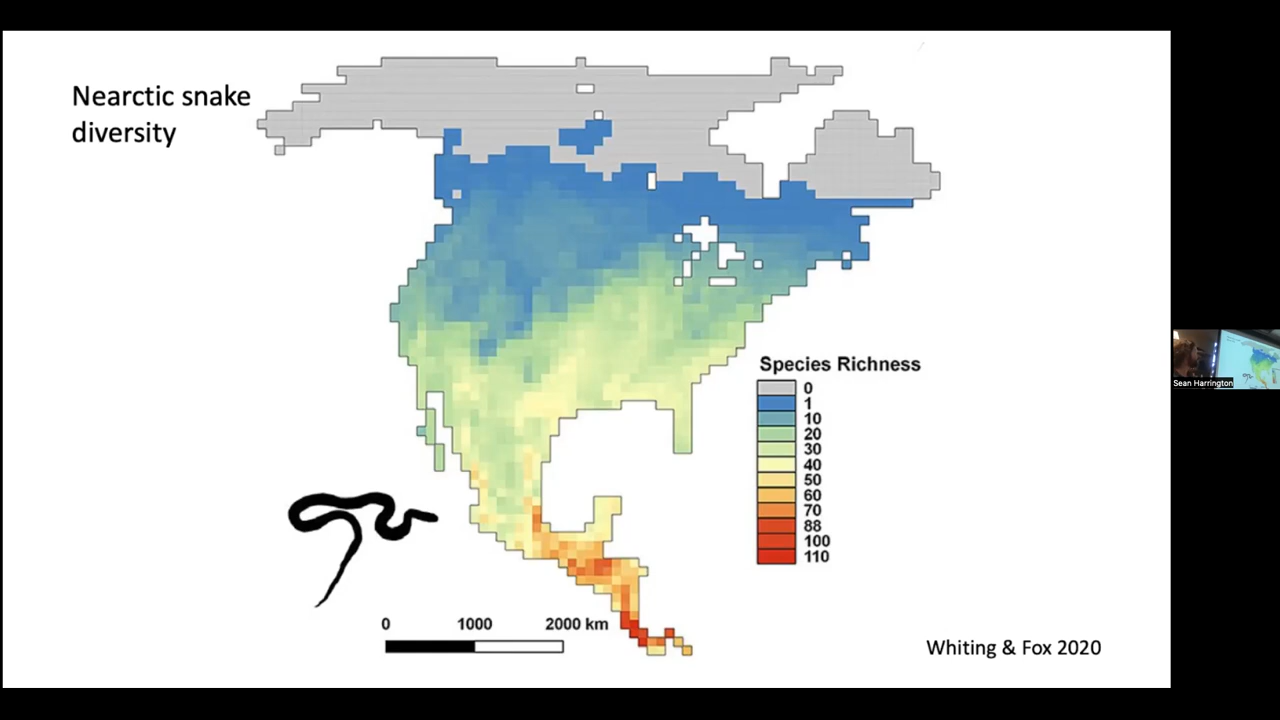 Nearctic snake
diversity
Species Richness
0
1
10
20
30
40
50
60
70
88
100
110
0 1000 2000 km
Whiting & Fox 2020
Sean Harrington